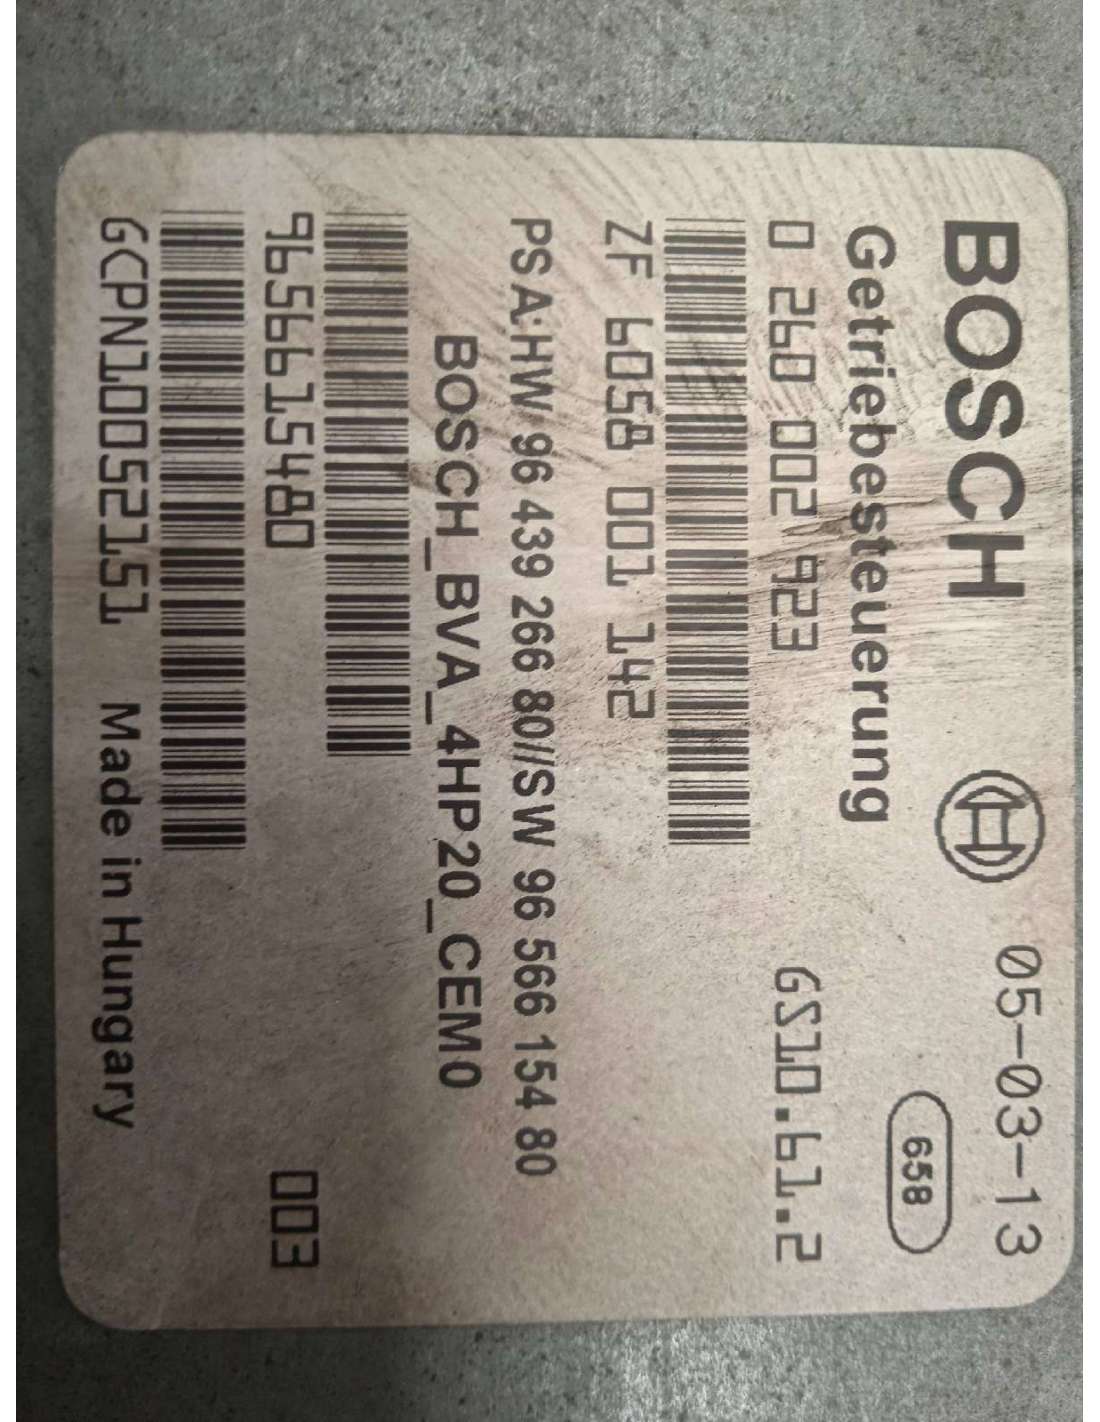 BOSCH 05-03-13
Getriebesteuerung 658
0 260 002 923 GS10.61.2
ZF 6058 001 142
PSA:HW 96 439 266 80//SW 96 566 154 80
BOSCH_BVA_4HP20_CEM0
9656615480 003
GCPN10052151 Made in Hungary